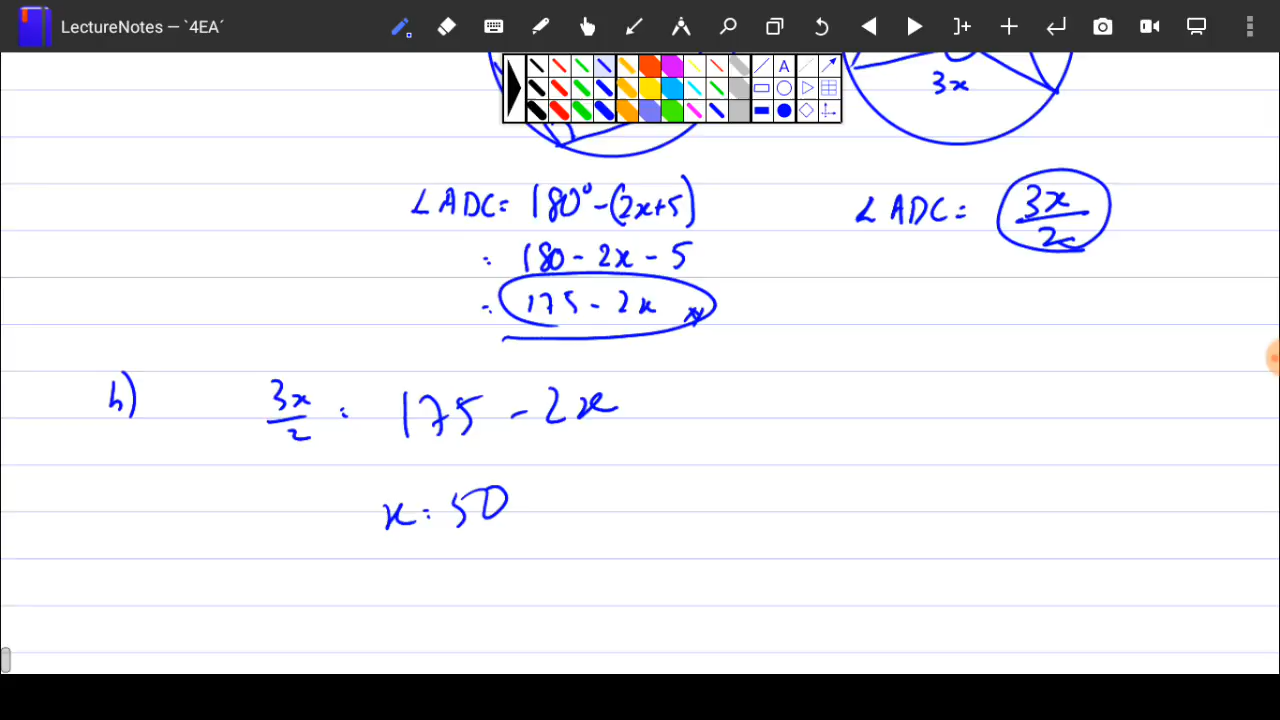 LectureNotes — `4EA´
A
3x
∠ADC = 180° - (2x+5)
= 180 - 2x - 5
= 175 - 2x
∠ADC = 3x/2
b) 3x/2 = 175 - 2x
x = 50